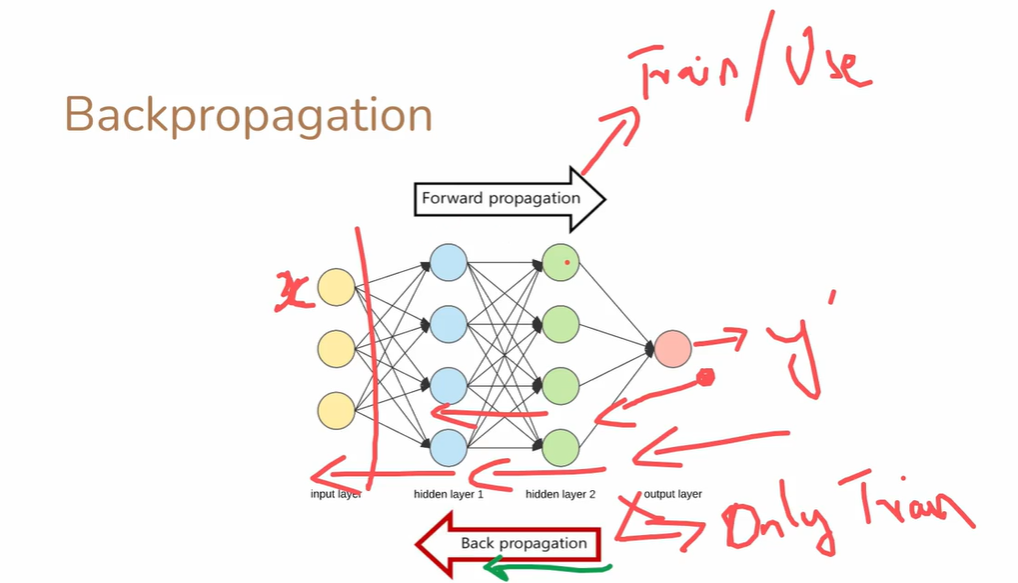 Train/Use
Backpropagation
Forward propagation
x
y'
input layer
hidden layer 1
hidden layer 2
output layer
Only Train
Back propagation